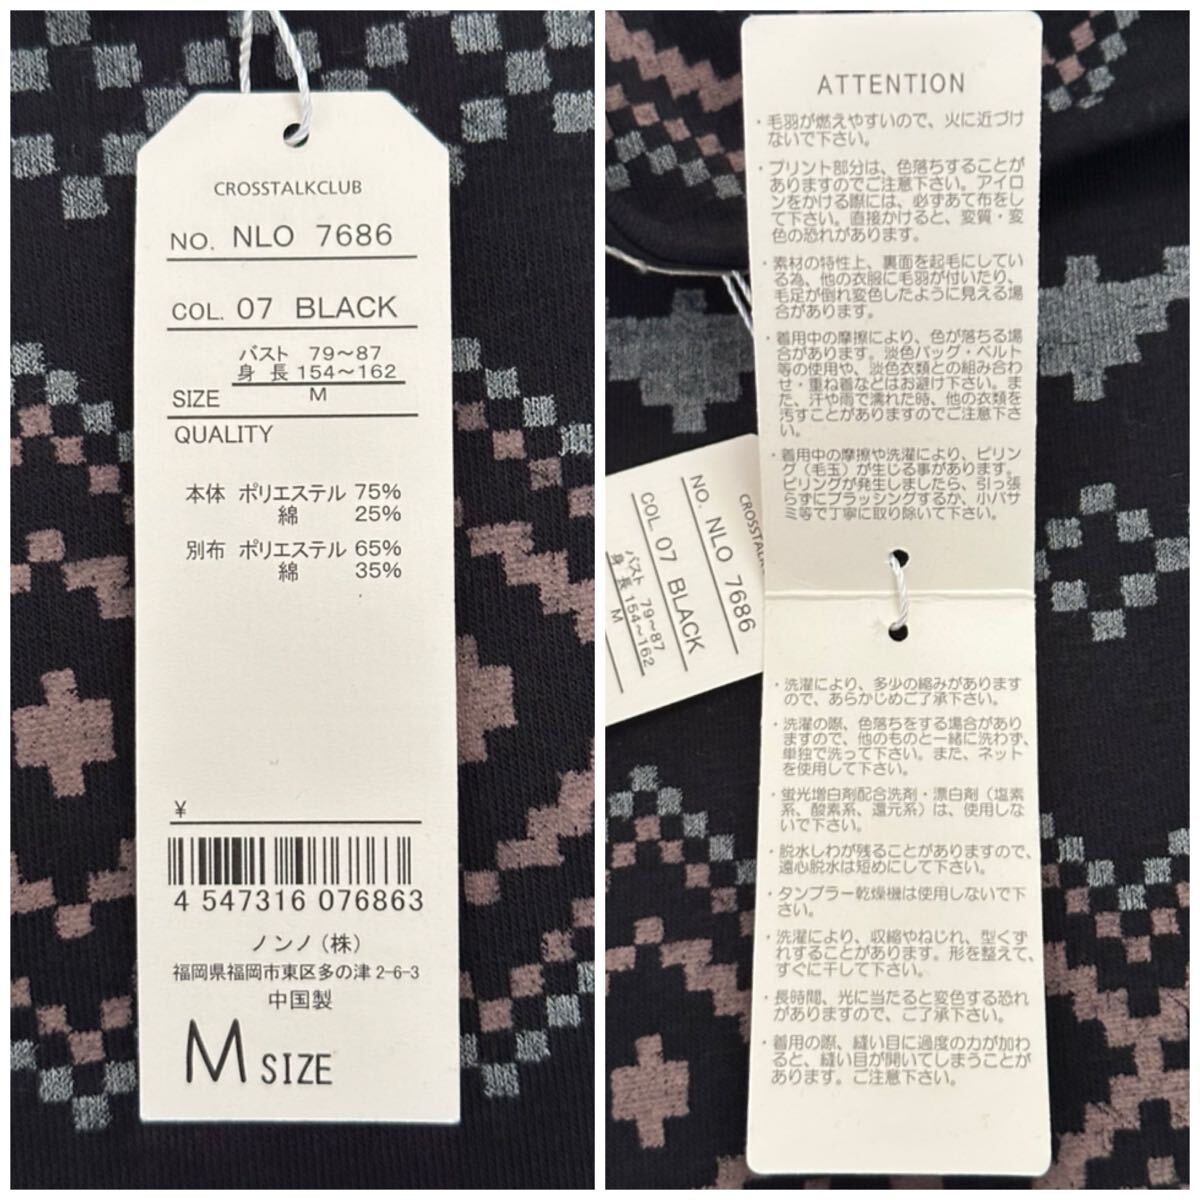 CROSSTALKCLUB
NO. NLO 7686
COL. 07 BLACK
バスト 79～87
身 長 154～162
SIZE M
QUALITY
本体 ポリエステル 75%
綿 25%
別布 ポリエステル 65%
綿 35%
¥
4 547316 076863
ノンノ（株）
福岡県福岡市東区多の津 2-6-3
中国製
M SIZE
ATTENTION
・毛羽が燃えやすいので、火に近づけ
ないで下さい。
・プリント部分は、色落ちすることが
ありますのでご注意下さい。アイロ
ンをかける際には、必ずあて布をし
て下さい。直接かけると、変質・変
色の恐れがあります。
・素材の特性上、裏面を起毛にしてい
る為、他の衣服に毛羽が付いたり、
毛足が倒れ変色したように見える場
合があります。
・着用中の摩擦により、色が落ちる場
合があります。淡色バッグ・ベルト
等の使用や、淡色衣類との組み合わ
せ・重ね着などはお避け下さい。ま
た、汗や雨で濡れた時、他の衣類を
汚すことがありますのでご注意下さ
い。
・着用中の摩擦や洗濯により、ピリン
グ（毛玉）が生じる事があります。
ピリングが発生しましたら、引っ張
らずにブラッシングするか、小バサ
ミ等で丁寧に取り除いて下さい。
CROSSTALK
NO. NLO 7686
COL. 07 BLACK
バスト 79～87
身 長 154～162
M
・洗濯により、多少の縮みがあります
ので、あらかじめご了承下さい。
・洗濯の際、色落ちをする場合があり
ますので、他のものと一緒に洗わず、
単独で洗って下さい。また、ネット
を使用して下さい。
・蛍光増白剤配合洗剤・漂白剤（塩素
系、酸素系、還元系）は、使用しな
いで下さい。
・脱水しわが残ることがありますので、
遠心脱水は短めにして下さい。
・タンブラー乾燥機は使用しないで下
さい。
・洗濯により、収縮やねじれ、型くず
れすることがあります。形を整えて、
すぐに干して下さい。
・長時間、光に当たると変色する恐れ
がありますので、ご了承下さい。
・着用の際、縫い目に過度の力が加わ
ると、縫い目が開いてしまうことが
あります。ご注意下さい。